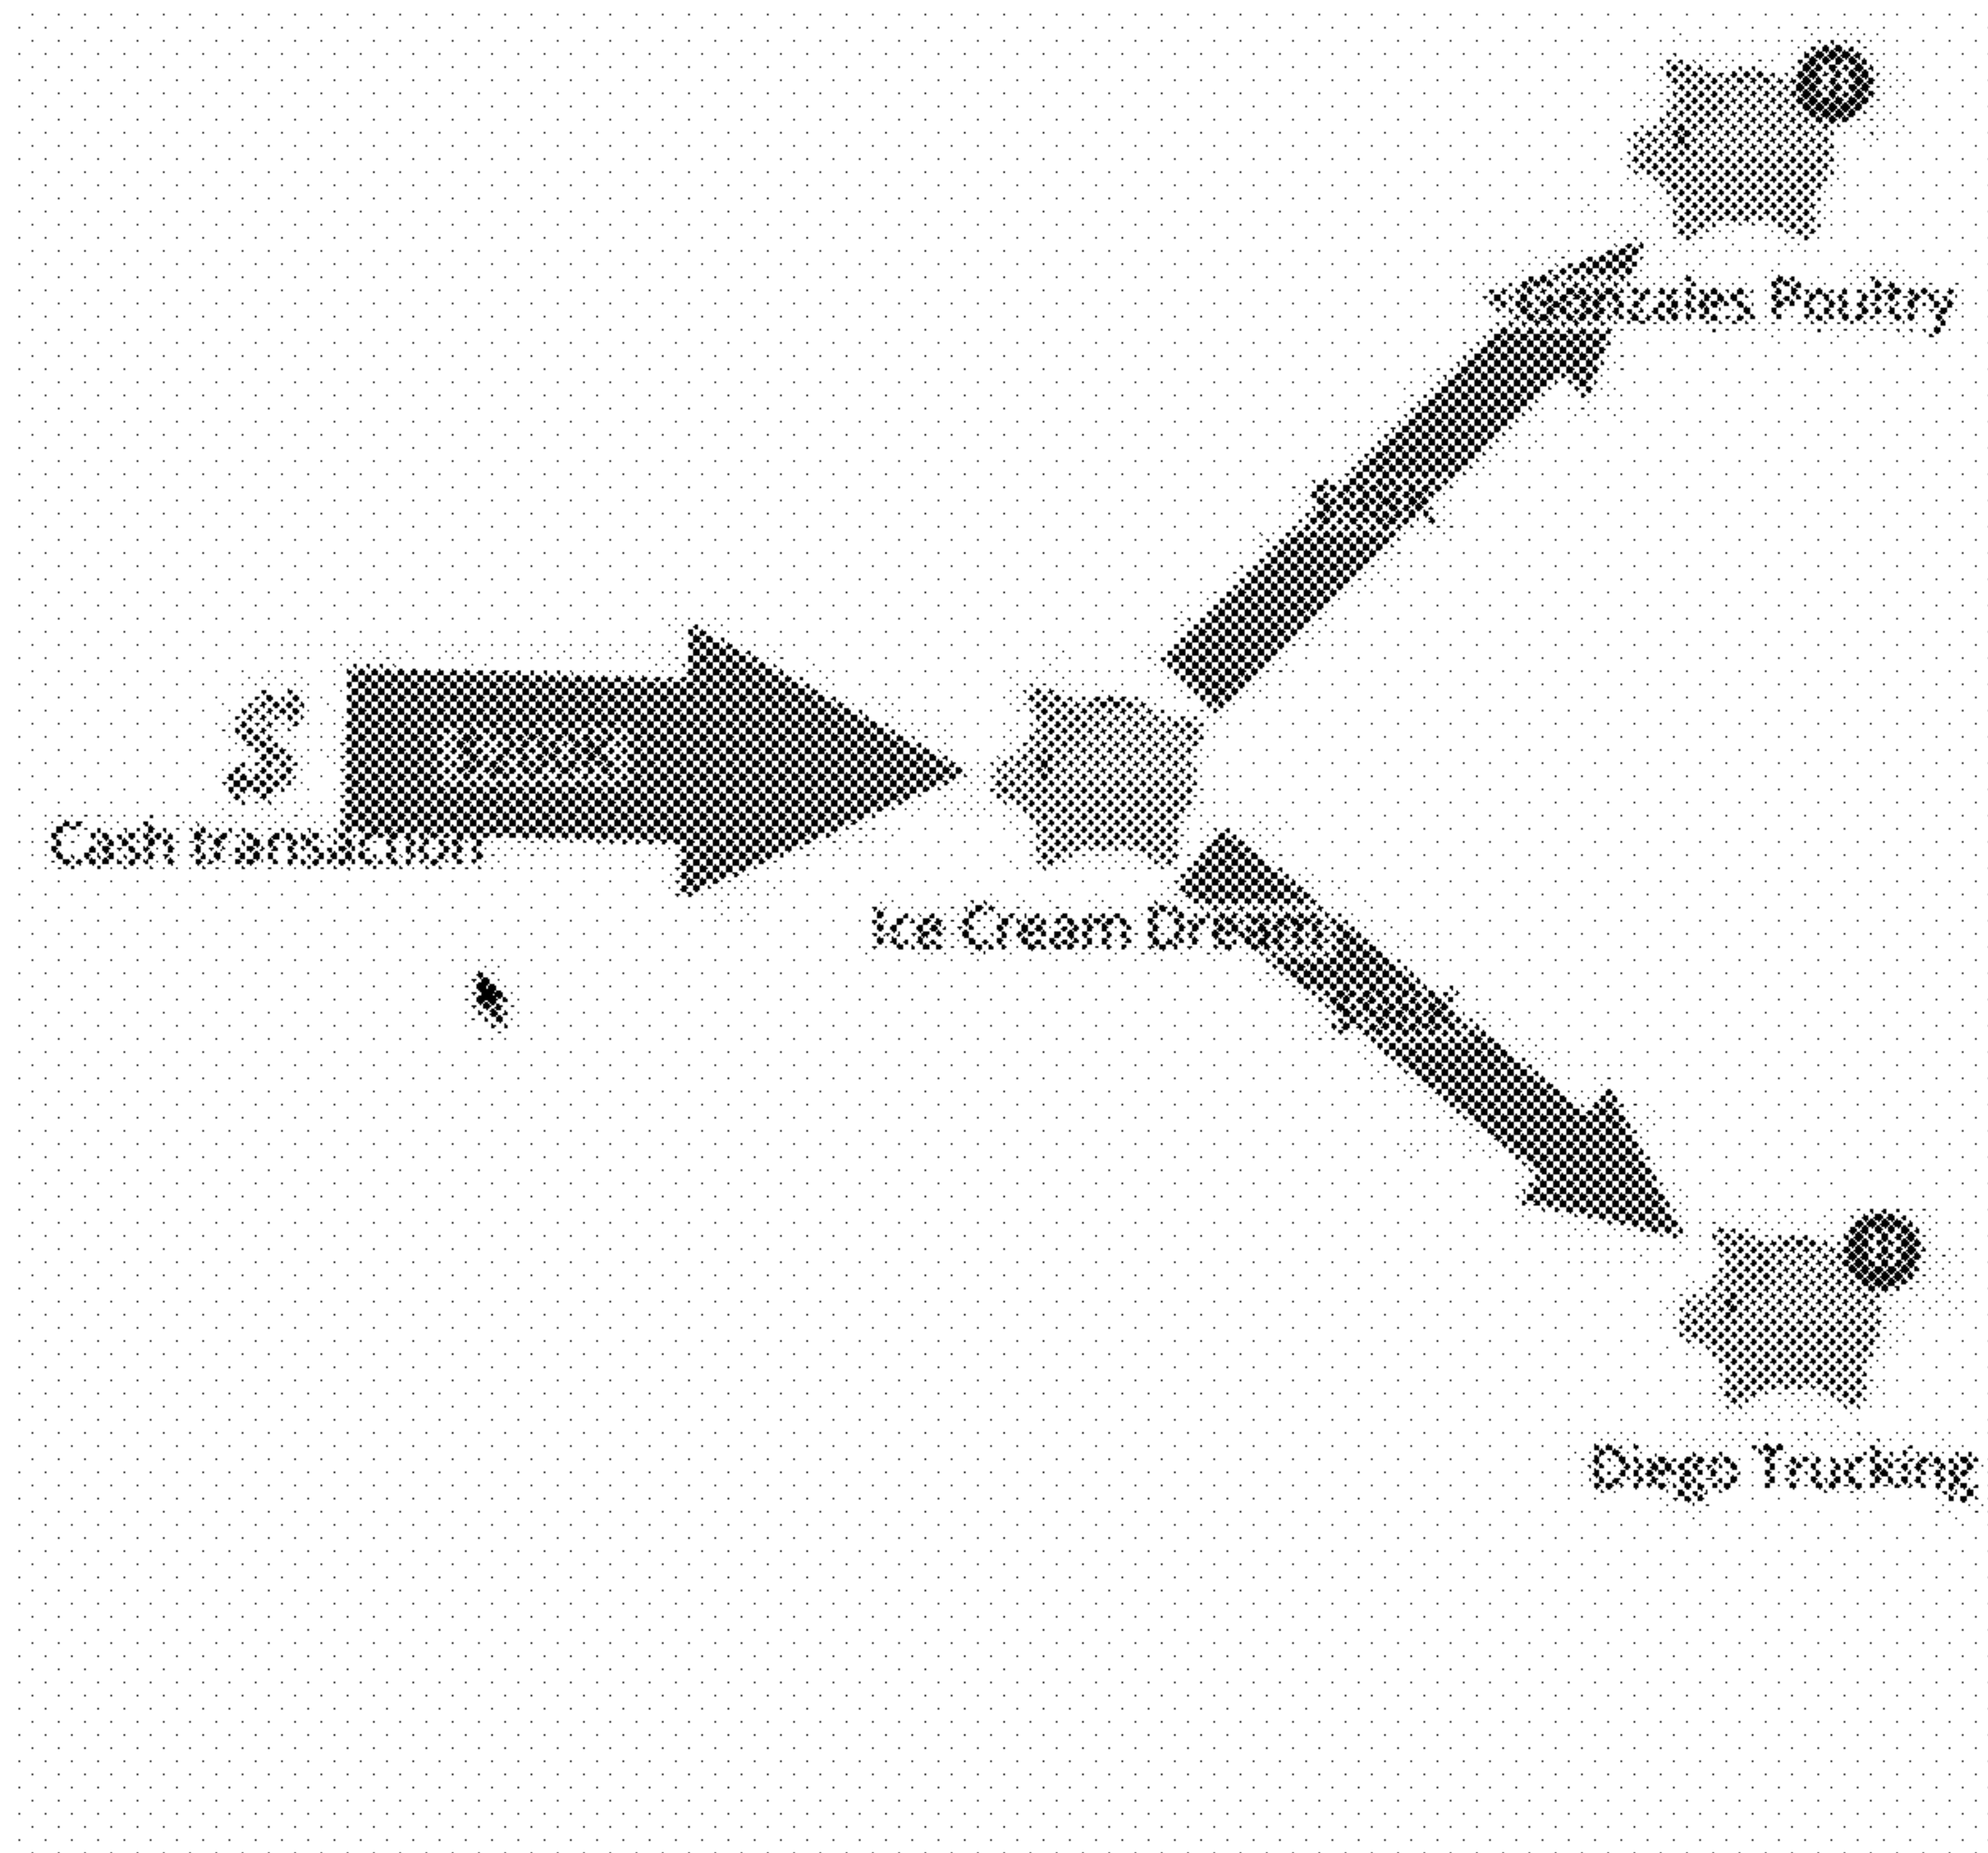 Gonzales Poultry
$
Cash transaction
Ice Cream Dream
Diego Trucking